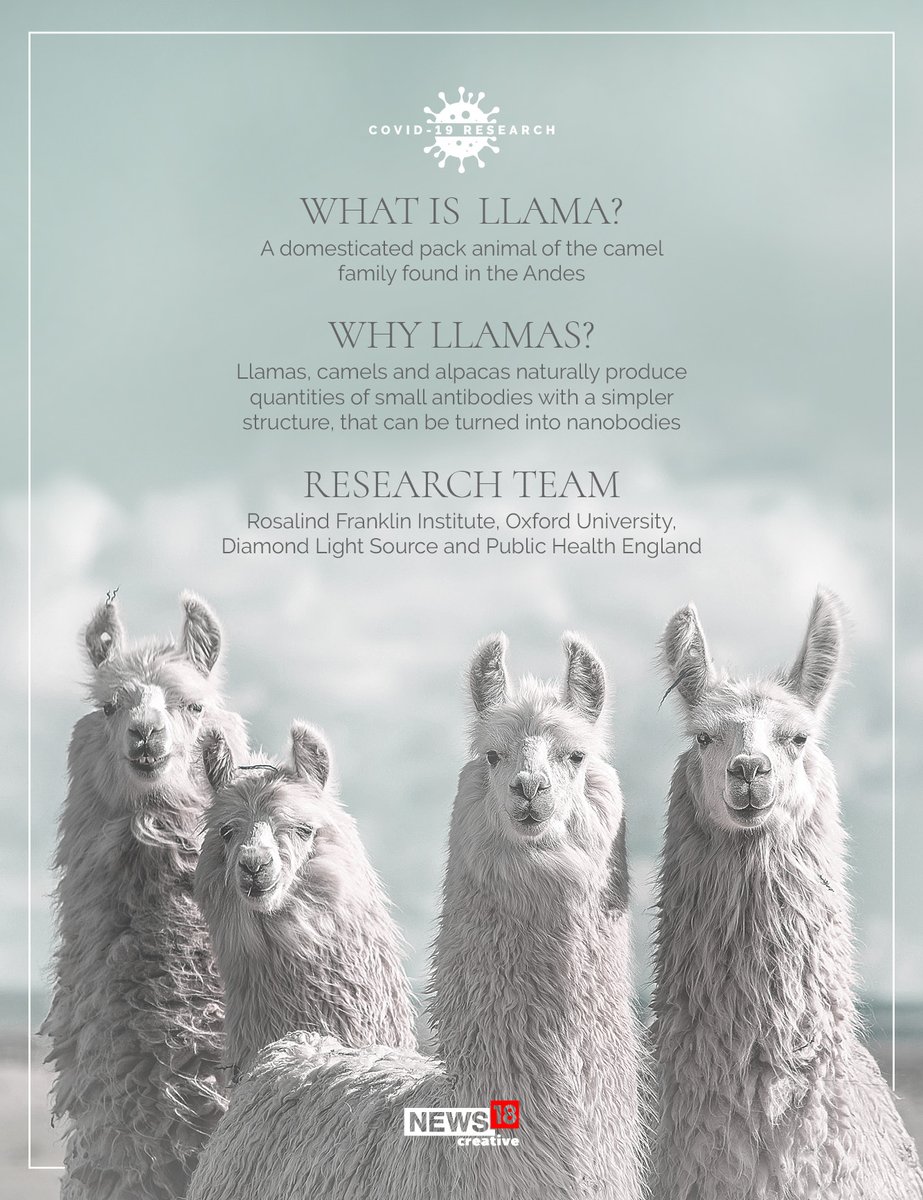 COVID-19 RESEARCH
WHAT IS LLAMA?
A domesticated pack animal of the camel
family found in the Andes
WHY LLAMAS?
Llamas, camels and alpacas naturally produce
quantities of small antibodies with a simpler
structure, that can be turned into nanobodies
RESEARCH TEAM
Rosalind Franklin Institute, Oxford University,
Diamond Light Source and Public Health England
NEWS18
creative